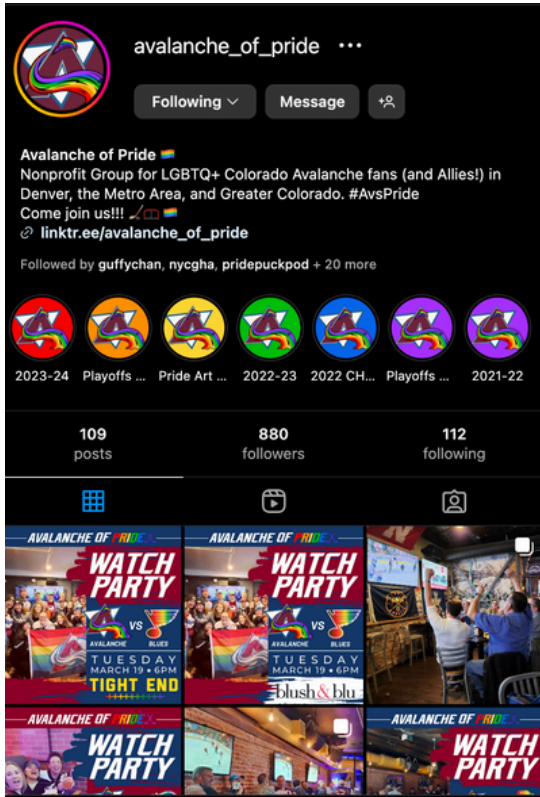 avalanche_of_pride ...
Following
Message
Avalanche of Pride 🏳️‍🌈
Nonprofit Group for LGBTQ+ Colorado Avalanche fans (and Allies!) in
Denver, the Metro Area, and Greater Colorado. #AvsPride
Come join us!!! 🏒🥅🏳️‍🌈
linktr.ee/avalanche_of_pride
Followed by guffychan, nycgha, pridepuckpod + 20 more
2023-24
Playoffs ...
Pride Art ...
2022-23
2022 CH...
Playoffs ...
2021-22
109
posts
880
followers
112
following
AVALANCHE OF PRIDE
WATCH
PARTY
AVALANCHE
VS
BLUES
TUESDAY
MARCH 19 • 6PM
TIGHT END
AVALANCHE OF PRIDE
WATCH
PARTY
AVALANCHE
VS
BLUES
TUESDAY
MARCH 19 • 6PM
blush & blu
AVALANCHE OF PRIDE
WATCH
PARTY
AVALANCHE OF PRIDE
WATCH
PARTY